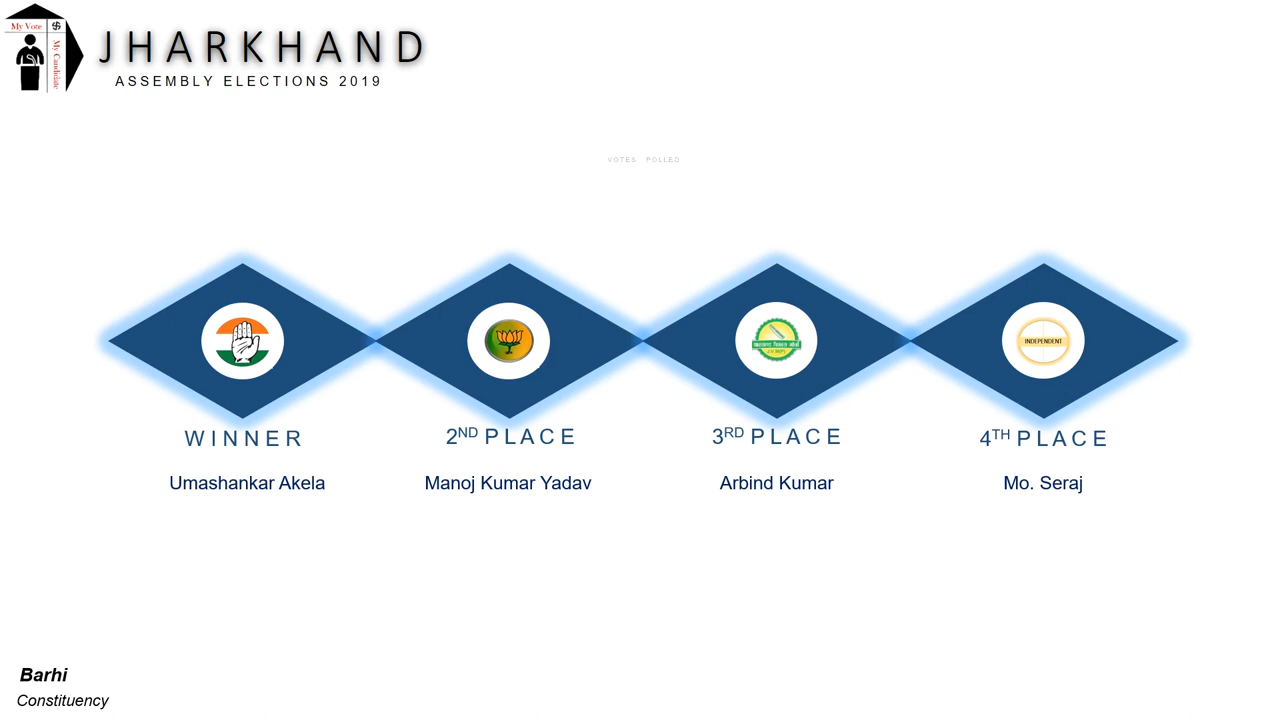 My Vote
My Candidate
JHARKHAND
ASSEMBLY ELECTIONS 2019
VOTES POLLED
INDEPENDENT
WINNER
2ND PLACE
3RD PLACE
4TH PLACE
Umashankar Akela
Manoj Kumar Yadav
Arbind Kumar
Mo. Seraj
Barhi
Constituency